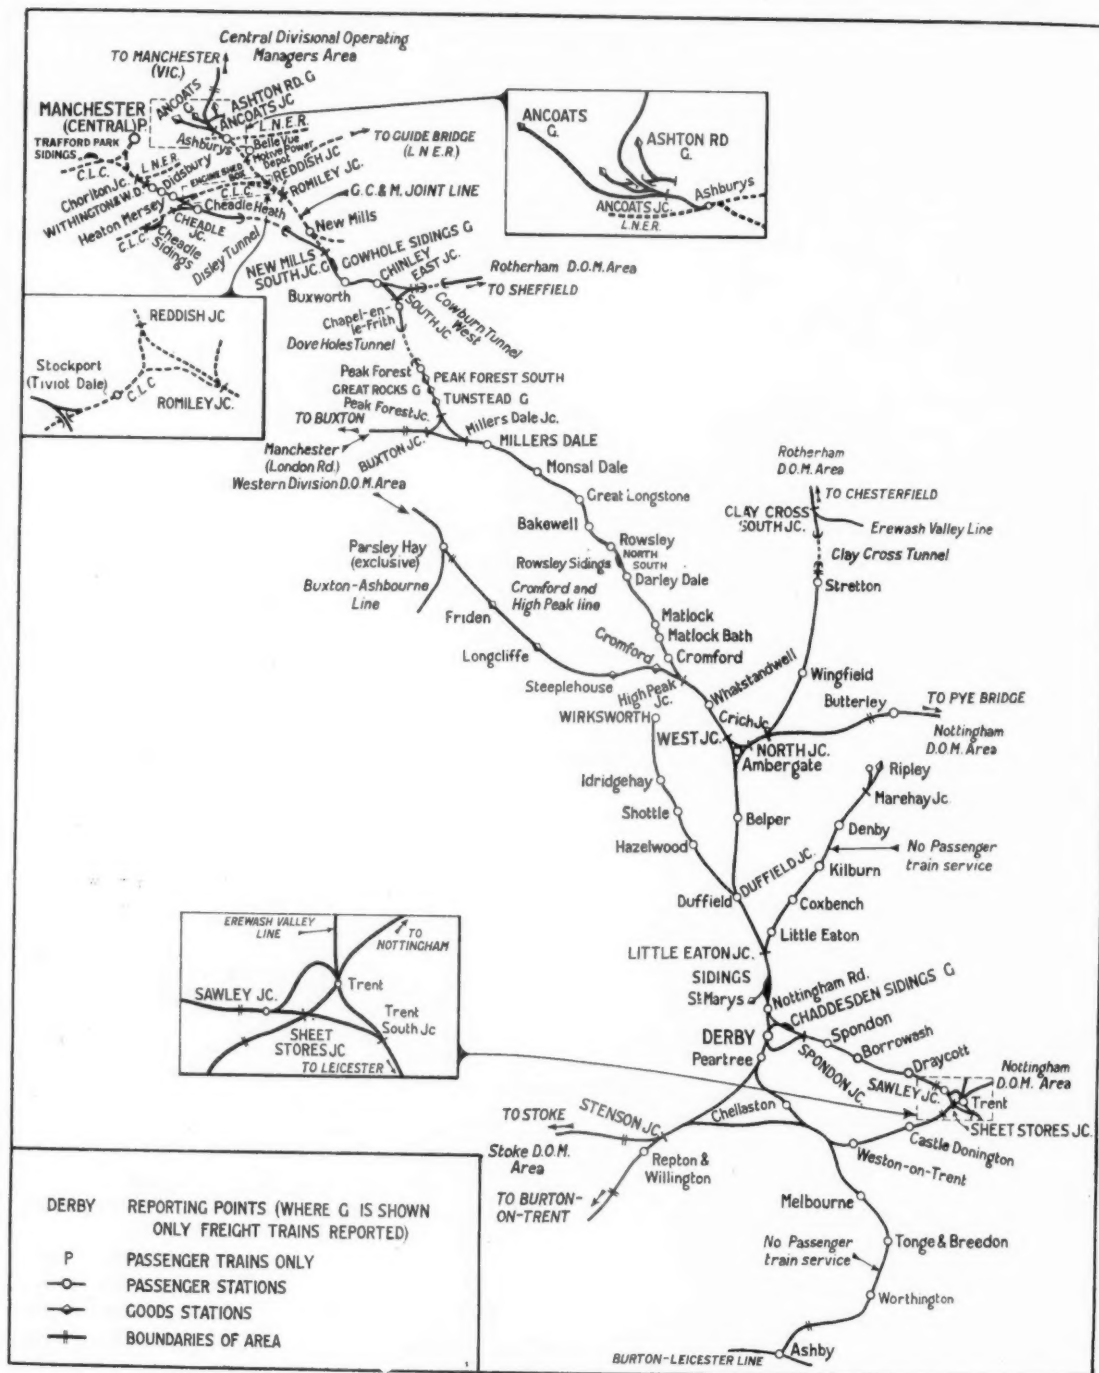 Central Divisional Operating
Managers Area
TO MANCHESTER
(VIC.)
ANCOATS
G.
ASHTON RD. G
ANCOATS JC
MANCHESTER
(CENTRAL) P
TRAFFORD PARK
SIDINGS
C.L.C.
Ashburys
L.N.E.R.
Belle Vue
Motive Power
Depot
REDDISH JC
ROMILEY JC.
TO GUIDE BRIDGE
(L N E.R)
G.C.& M. JOINT LINE
Chorlton Jc.
L.N.E.R.
WITHINGTON & W.D.
Didsbury
ENGINE SHED
BOX
C.L.C.
Heaton Mersey
Cheadle Heath
CHEADLE
JC.
C.L.C.
Cheadle
Sidings
Disley Tunnel
New Mills
NEW MILLS
SOUTH JC. G
GOWHOLE SIDINGS G
Buxworth
CHINLEY
EAST JC.
SOUTH JC
Rotherham D.O.M. Area
TO SHEFFIELD
Cowburn Tunnel
West
Chapel-en-
le-Frith
Dove Holes Tunnel
ANCOATS
G.
ASHTON RD
G.
Ashburys
ANCOATS JC.
L.N.E.R.
REDDISH JC
Stockport
(Tiviot Dale)
C.L.C
ROMILEY JC.
Peak Forest
PEAK FOREST SOUTH
GREAT ROCKS G
TUNSTEAD G
Peak Forest Jc.
Millers Dale Jc.
TO BUXTON
BUXTON JC.
Manchester
(London Rd.)
Western Division D.O.M. Area
MILLERS DALE
Monsal Dale
Great Longstone
Bakewell
Rowsley
NORTH
SOUTH
Rowsley Sidings
Darley Dale
Parsley Hay
(exclusive)
Buxton-Ashbourne
Line
Cromford and
High Peak line
Friden
Longcliffe
Steeplehouse
Cromford
High Peak
Jc.
Matlock
Matlock Bath
Cromford
Whatstandwell
Rotherham
D.O.M. Area
TO CHESTERFIELD
CLAY CROSS
SOUTH JC.
Erewash Valley Line
Clay Cross Tunnel
Stretton
Wingfield
Butterley
TO PYE BRIDGE
Nottingham
D.O.M. Area
Crich Jc.
WEST JC.
NORTH JC.
Ambergate
WIRKSWORTH
Idridgehay
Shottle
Hazelwood
Belper
Duffield
DUFFIELD JC.
Ripley
Marehay Jc.
Denby
No Passenger
train service
Kilburn
Coxbench
Little Eaton
LITTLE EATON JC.
SIDINGS
St Marys
Nottingham Rd.
CHADDESDEN SIDINGS G
DERBY
Peartree
SPONDON JC.
Spondon
Borrowash
Draycott
SAWLEY JC.
Nottingham
D.O.M. Area
Trent
SHEET STORES JC.
Castle Donington
Weston-on-Trent
Chellaston
STENSON JC.
TO STOKE
Stoke D.O.M.
Area
Repton &
Willington
TO BURTON-
ON-TRENT
Melbourne
No Passenger
train service
Tonge & Breedon
Worthington
Ashby
BURTON-LEICESTER LINE
EREWASH VALLEY
LINE
TO
NOTTINGHAM
SAWLEY JC.
Trent
SHEET
STORES JC
Trent
South Jc
TO LEICESTER
DERBY REPORTING POINTS (WHERE G IS SHOWN
ONLY FREIGHT TRAINS REPORTED)
P PASSENGER TRAINS ONLY
PASSENGER STATIONS
GOODS STATIONS
BOUNDARIES OF AREA